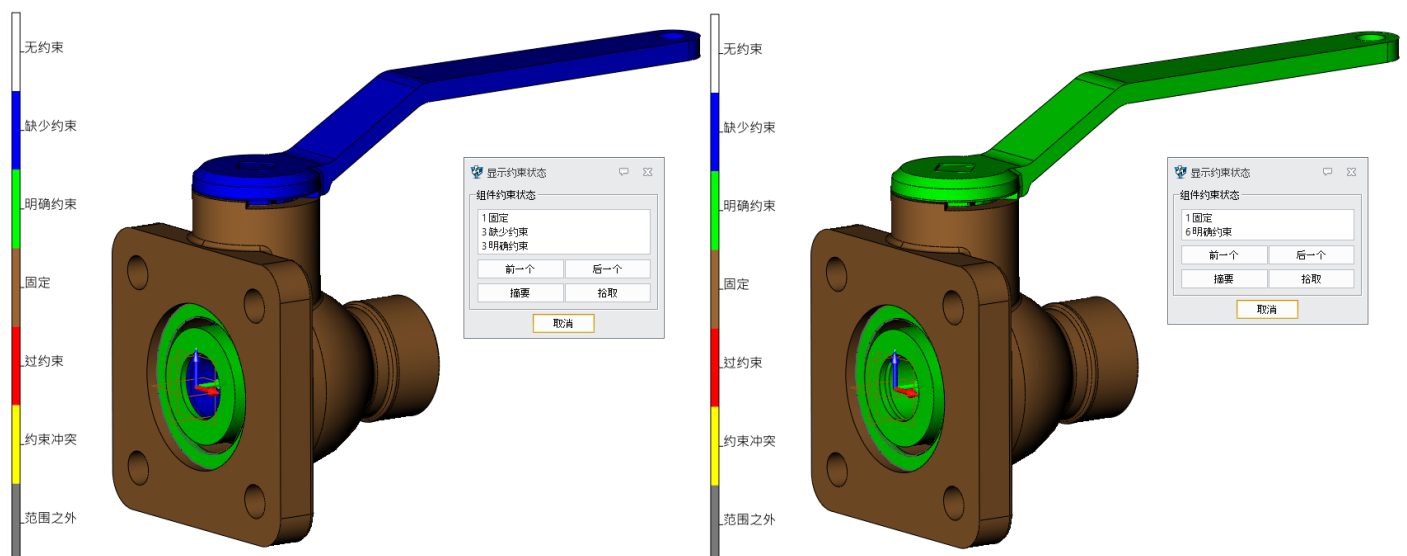 无约束
缺少约束
明确约束
固定
过约束
约束冲突
范围之外
显示约束状态
组件约束状态
1 固定
3 缺少约束
3 明确约束
前一个 后一个
摘要 拾取
取消
无约束
缺少约束
明确约束
固定
过约束
约束冲突
范围之外
显示约束状态
组件约束状态
1 固定
6 明确约束
前一个 后一个
摘要 拾取
取消